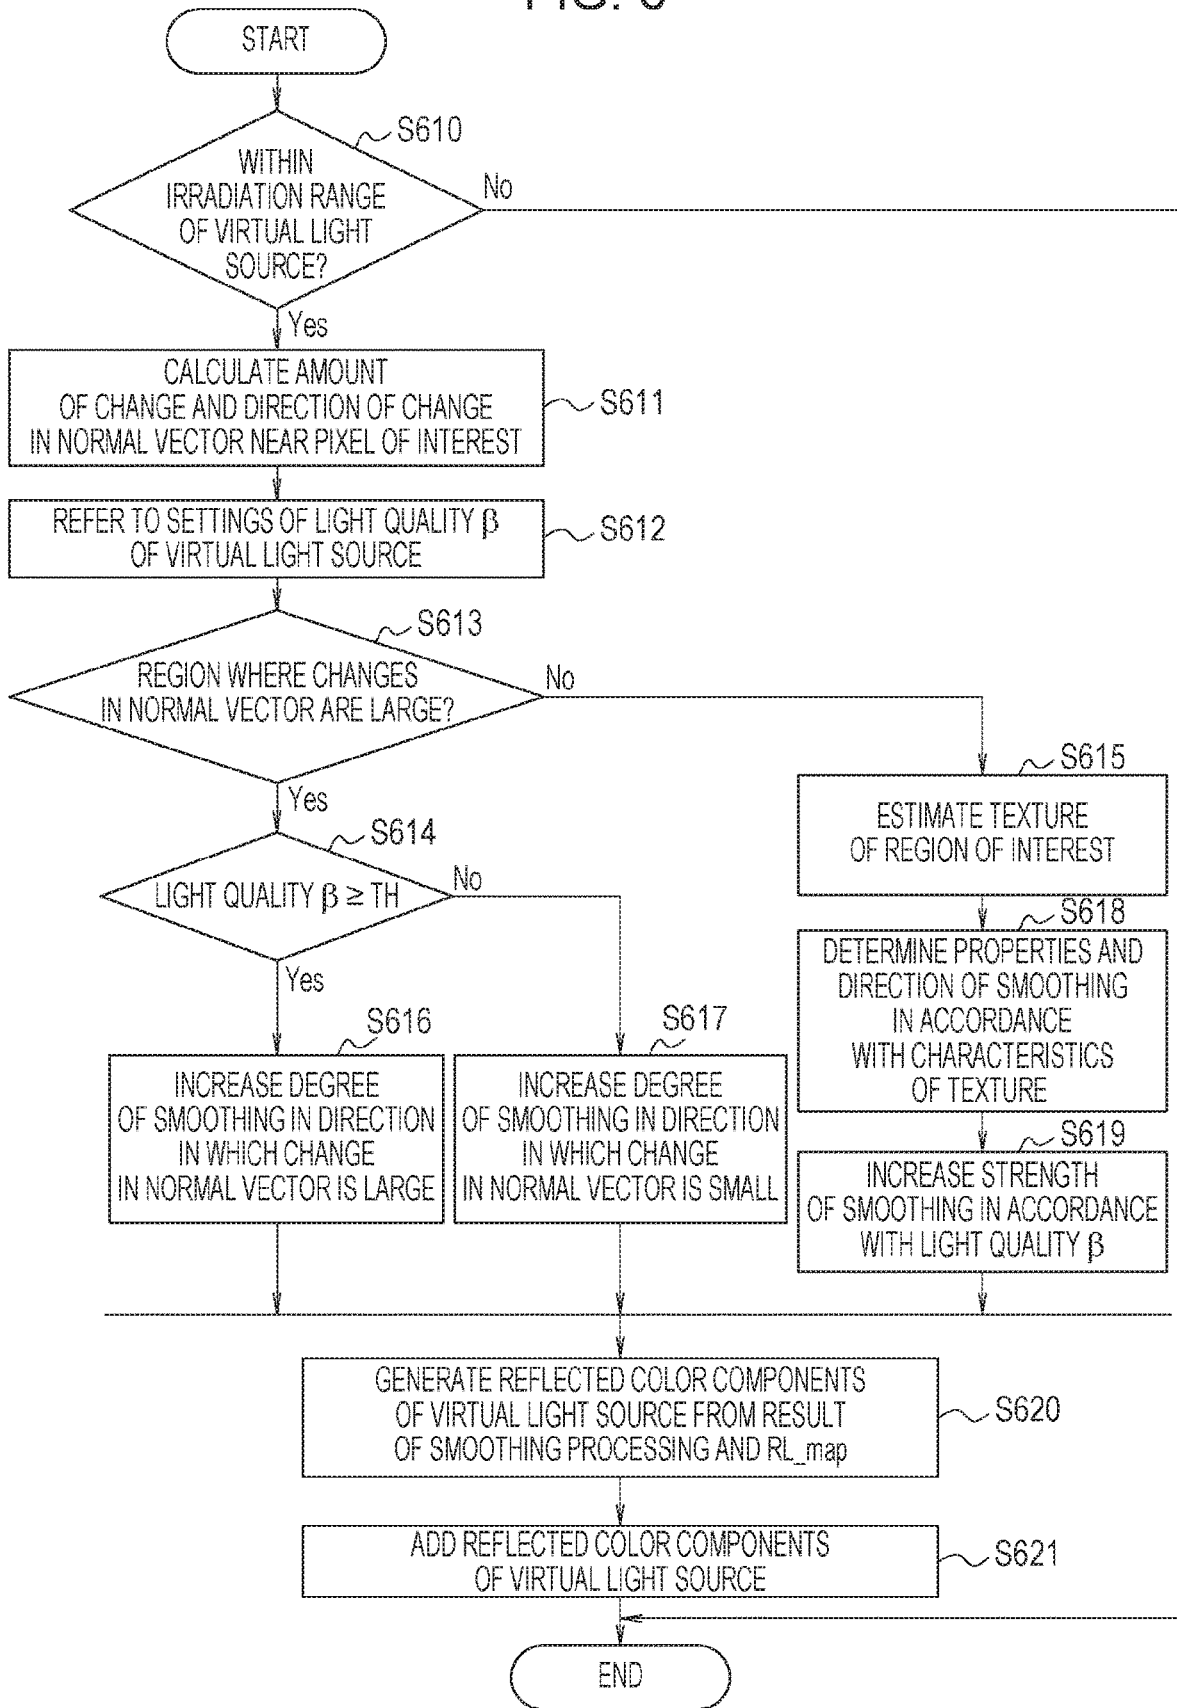 START
S610
WITHIN
IRRADIATION RANGE
OF VIRTUAL LIGHT
SOURCE?
No
Yes
CALCULATE AMOUNT
OF CHANGE AND DIRECTION OF CHANGE
IN NORMAL VECTOR NEAR PIXEL OF INTEREST
S611
REFER TO SETTINGS OF LIGHT QUALITY β
OF VIRTUAL LIGHT SOURCE
S612
S613
REGION WHERE CHANGES
IN NORMAL VECTOR ARE LARGE?
No
Yes
S614
LIGHT QUALITY β ≥ TH
No
Yes
S615
ESTIMATE TEXTURE
OF REGION OF INTEREST
S618
DETERMINE PROPERTIES AND
DIRECTION OF SMOOTHING
IN ACCORDANCE
WITH CHARACTERISTICS
OF TEXTURE
S616
INCREASE DEGREE
OF SMOOTHING IN DIRECTION
IN WHICH CHANGE
IN NORMAL VECTOR IS LARGE
S617
INCREASE DEGREE
OF SMOOTHING IN DIRECTION
IN WHICH CHANGE
IN NORMAL VECTOR IS SMALL
S619
INCREASE STRENGTH
OF SMOOTHING IN ACCORDANCE
WITH LIGHT QUALITY β
GENERATE REFLECTED COLOR COMPONENTS
OF VIRTUAL LIGHT SOURCE FROM RESULT
OF SMOOTHING PROCESSING AND RL_map
S620
ADD REFLECTED COLOR COMPONENTS
OF VIRTUAL LIGHT SOURCE
S621
END